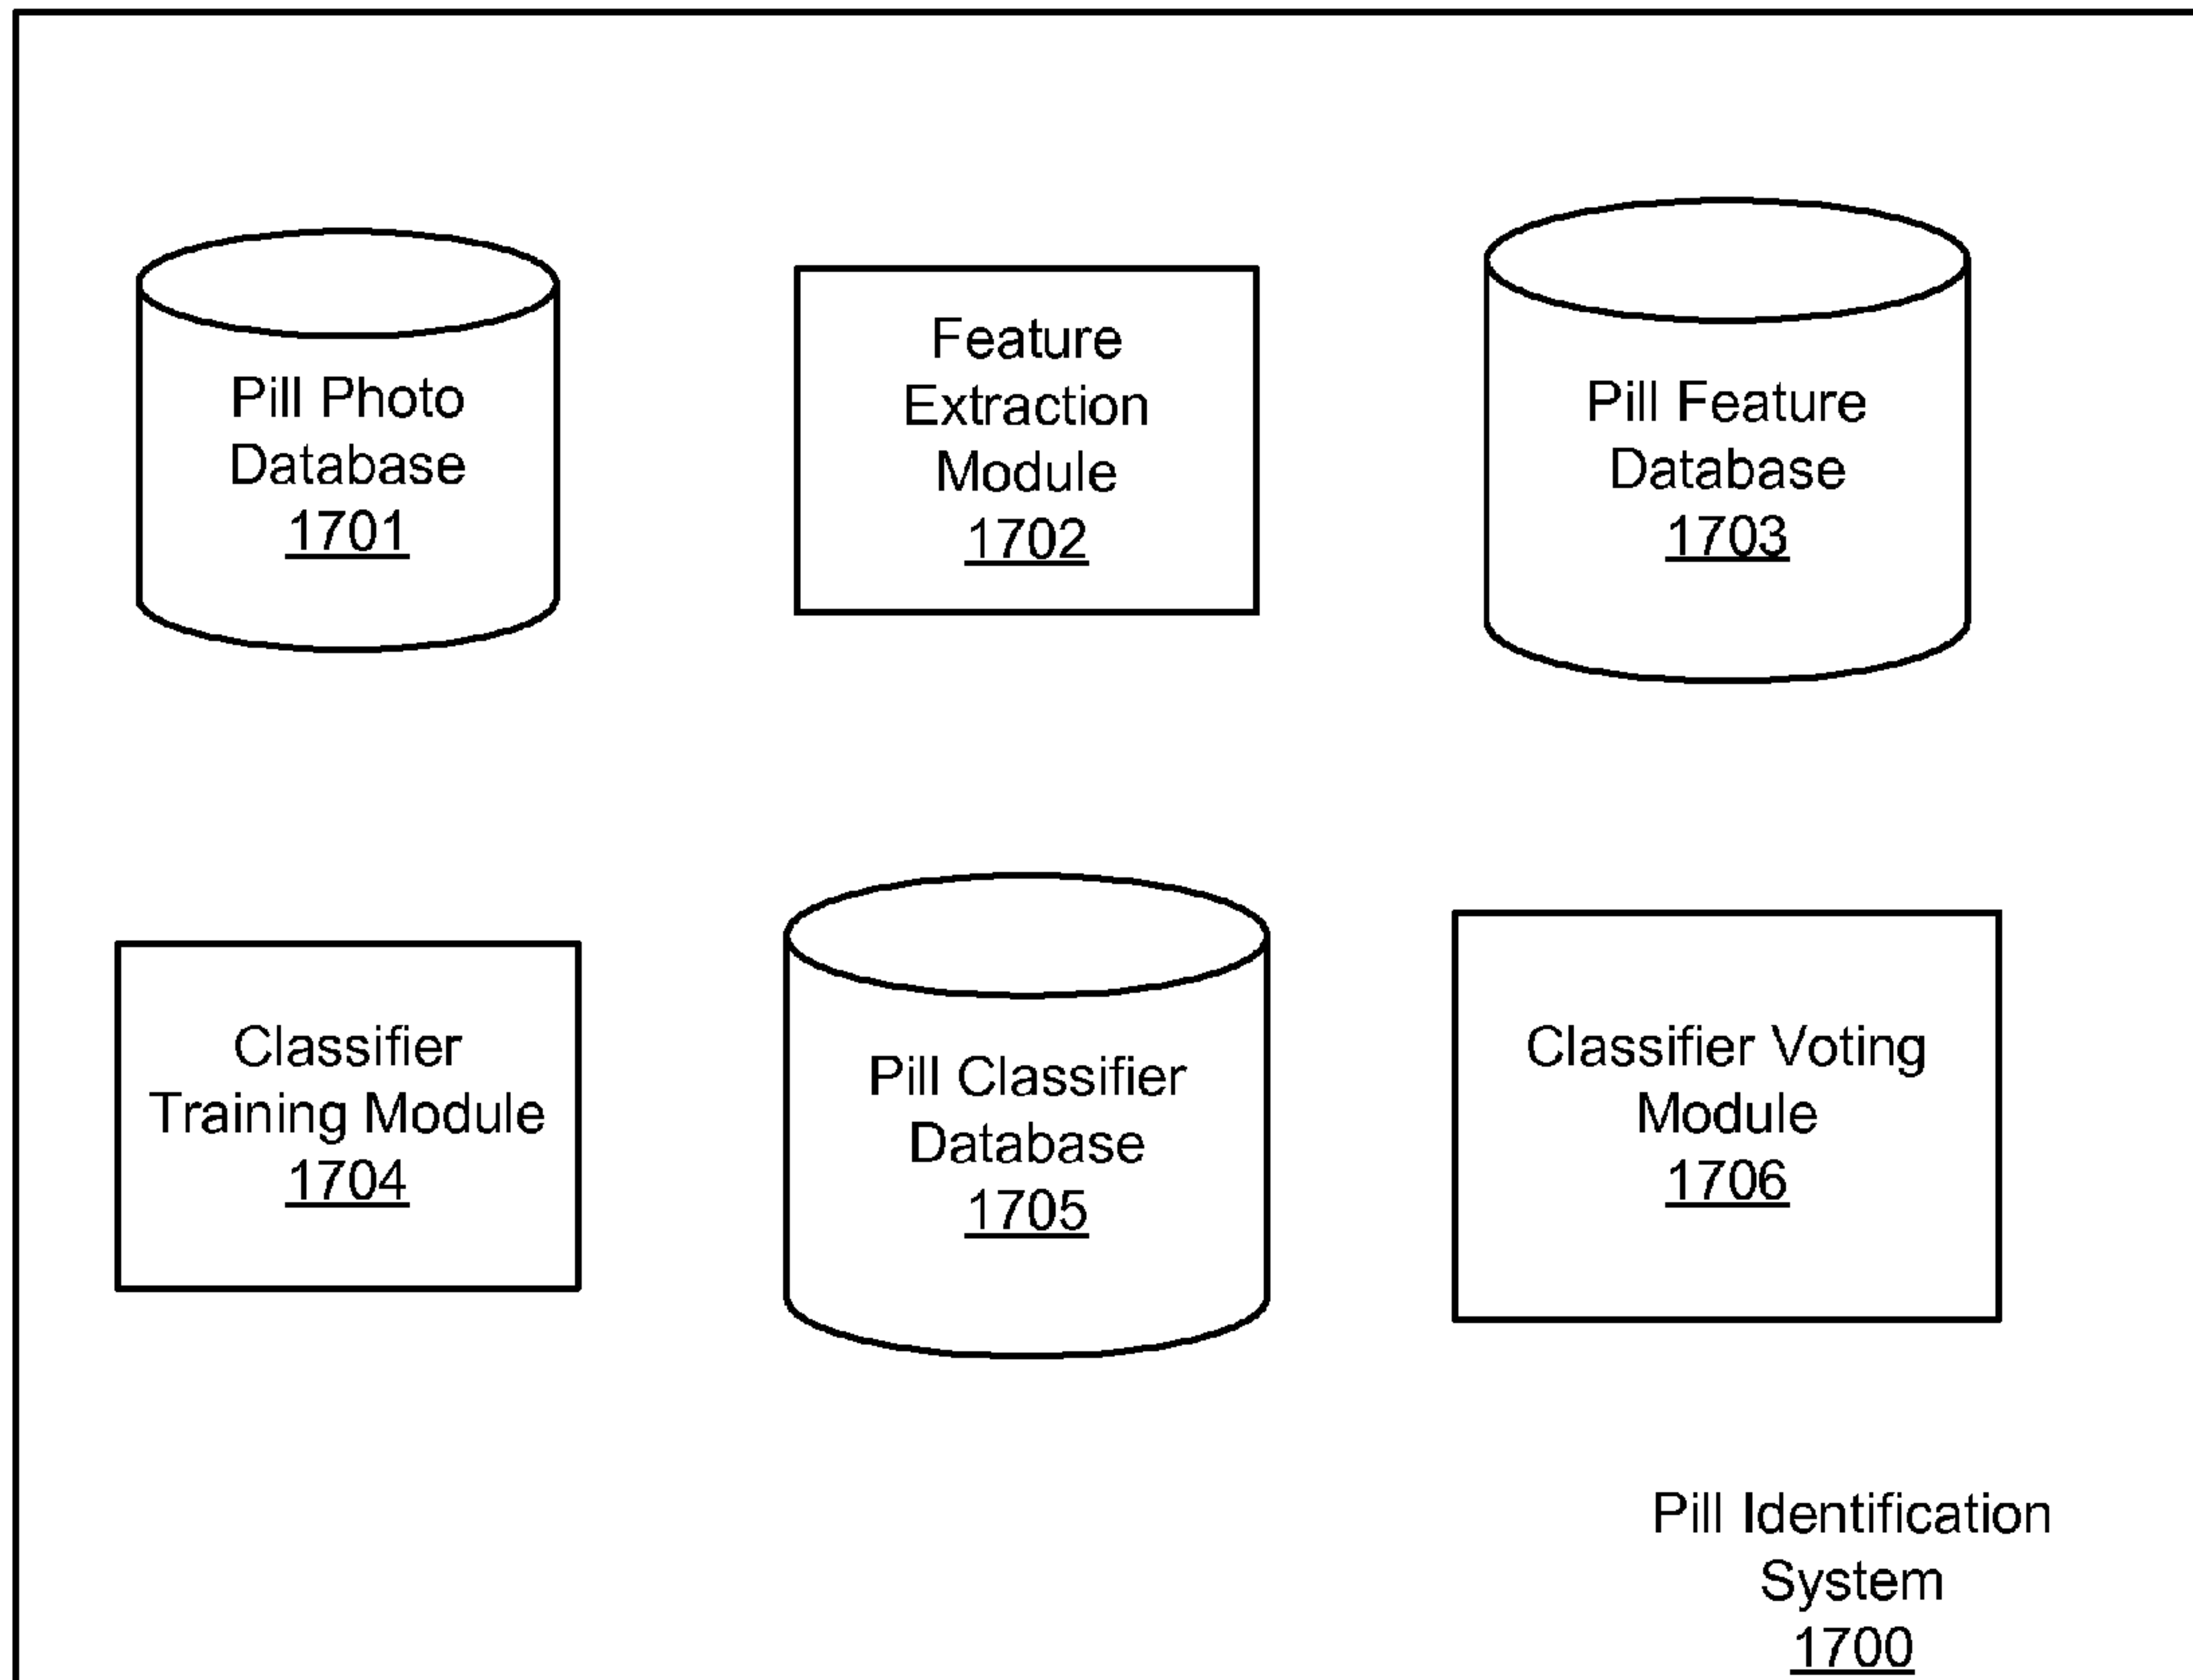 Pill Photo
Database
1701
Feature
Extraction
Module
1702
Pill Feature
Database
1703
Classifier
Training Module
1704
Pill Classifier
Database
1705
Classifier Voting
Module
1706
Pill Identification
System
1700